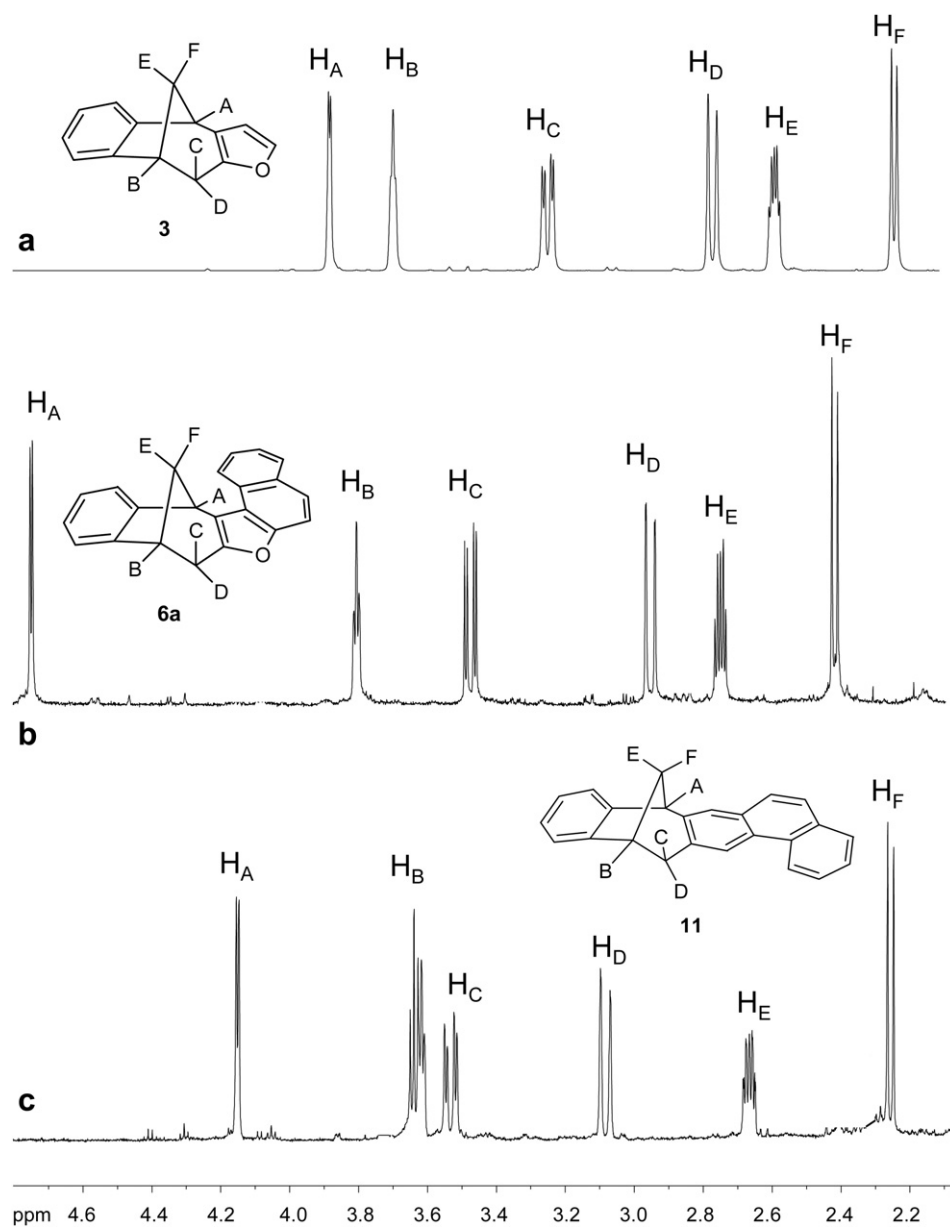 a
E F
A
C
O
B
D
3
H_A H_B H_C H_D H_E H_F
b
E F
A
C
O
B
D
6a
H_A H_B H_C H_D H_E H_F
c
E F
A
C
B
D
11
H_A H_B H_C H_D H_E H_F
ppm 4.6 4.4 4.2 4.0 3.8 3.6 3.4 3.2 3.0 2.8 2.6 2.4 2.2